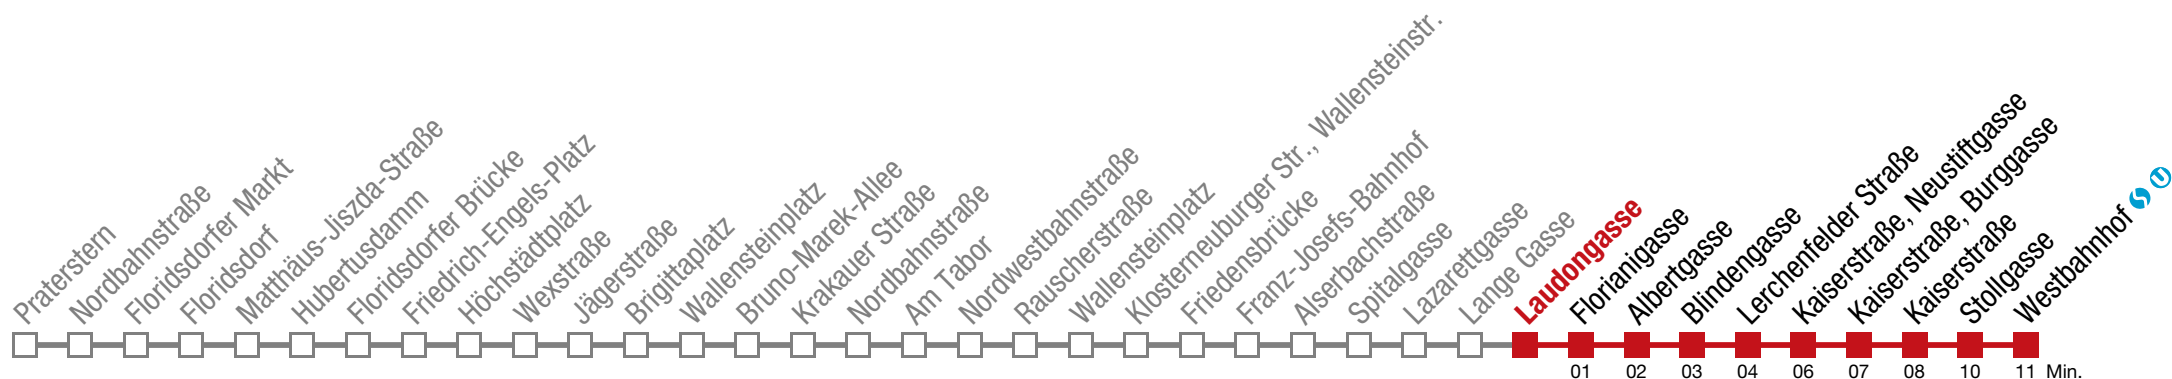 Praterstern
Nordbahnstraße
Floridsdorfer Markt
Floridsdorf
Matthäus-Jiszda-Straße
Hubertusdamm
Floridsdorfer Brücke
Friedrich-Engels-Platz
Höchstädtplatz
Wexstraße
Jägerstraße
Brigittaplatz
Wallensteinplatz
Bruno-Marek-Allee
Krakauer Straße
Nordbahnstraße
Am Tabor
Nordwestbahnstraße
Rauscherstraße
Wallensteinplatz
Klosterneuburger Str., Wallensteinstr.
Friedensbrücke
Franz-Josefs-Bahnhof
Alserbachstraße
Spitalgasse
Lazarettgasse
Lange Gasse
Laudongasse
Florianigasse
Albertgasse
Blindengasse
Lerchenfelder Straße
Kaiserstraße, Neustiftgasse
Kaiserstraße, Burggasse
Kaiserstraße
Stollgasse
Westbahnhof S U
01 02 03 04 06 07 08 10 11 Min.